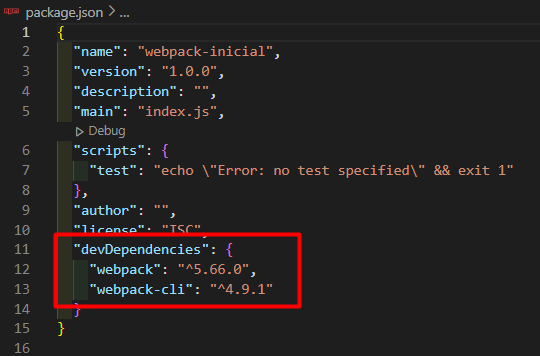 package.json > ...
1 {
2 "name": "webpack-inicial",
3 "version": "1.0.0",
4 "description": "",
5 "main": "index.js",
Debug
6 "scripts": {
7 "test": "echo \"Error: no test specified\" && exit 1"
8 },
9 "author": "",
10 "license": "ISC",
11 "devDependencies": {
12 "webpack": "^5.66.0",
13 "webpack-cli": "^4.9.1"
14 }
15 }
16